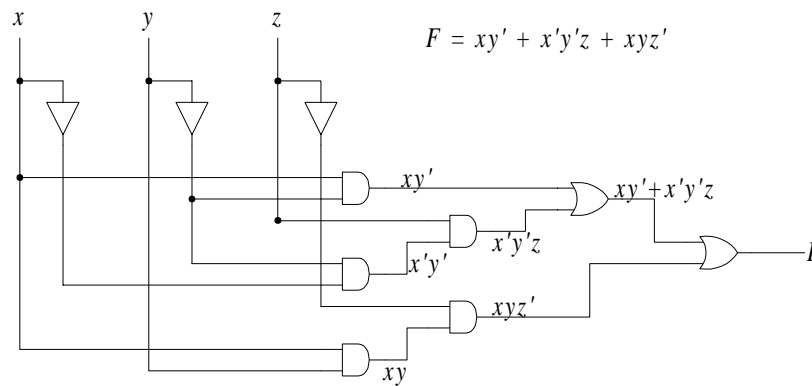 x y z
F = xy' + x'y'z + xyz'
xy'
xy'+x'y'z
x'y'z
x'y'
xyz'
xy